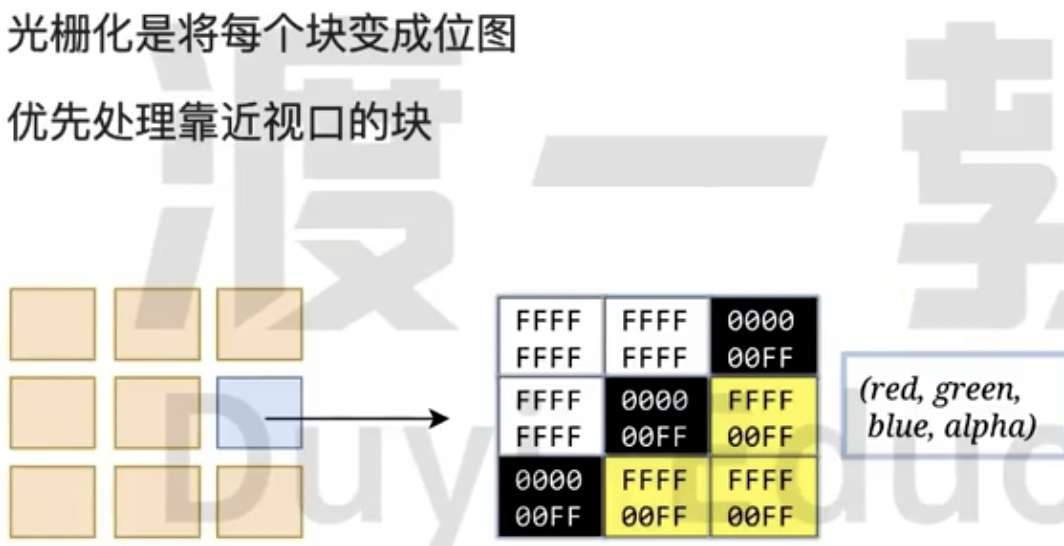 光栅化是将每个块变成位图
优先处理靠近视口的块
渡一教
FFFF FFFF 0000
FFFF FFFF 00FF
FFFF 0000 FFFF
FFFF 00FF 00FF
0000 FFFF FFFF
00FF 00FF 00FF
(red, green,
blue, alpha)
Duyi Educ